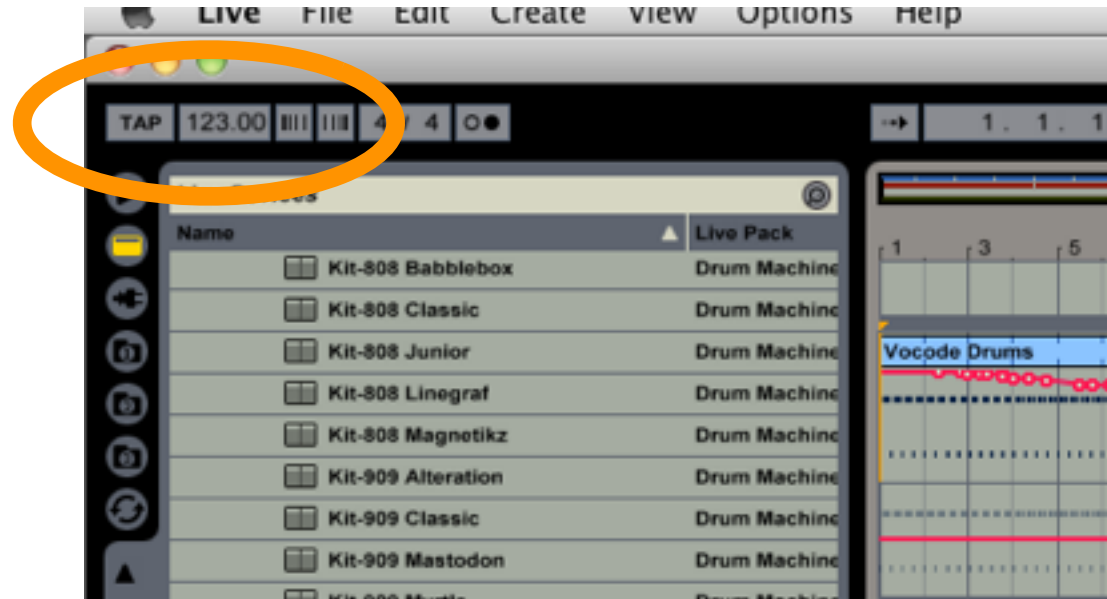 Live File Edit Create View Options Help
TAP 123.00 4 / 4 1. 1. 1
Name Live Pack
Kit-808 Babblebox Drum Machine
Kit-808 Classic Drum Machine
Kit-808 Junior Drum Machine
Kit-808 Linegraf Drum Machine
Kit-808 Magnetikz Drum Machine
Kit-909 Alteration Drum Machine
Kit-909 Classic Drum Machine
Kit-909 Mastodon Drum Machine
1 3 5
Vocode Drums